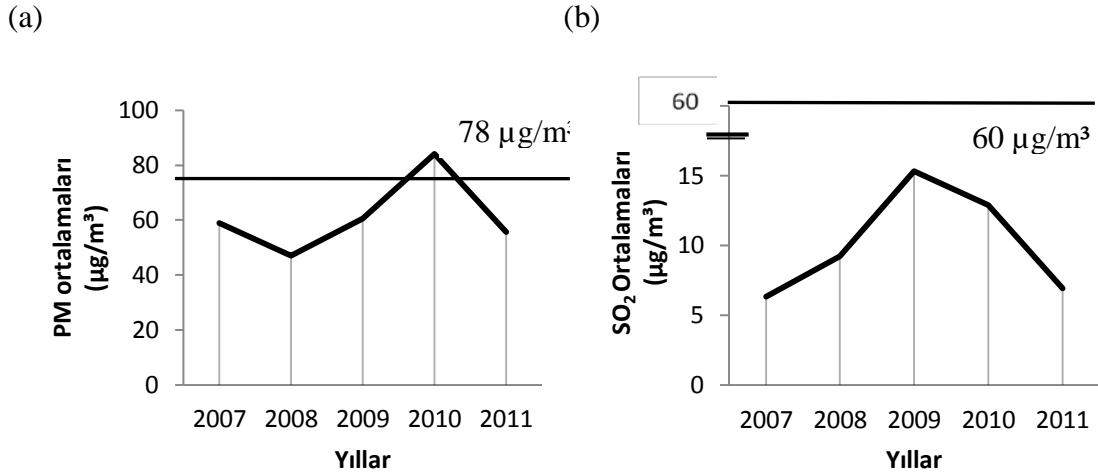 (a)
(b)
PM ortalamaları
(µg/m³)
100
80
60
40
20
0
78 µg/m³
2007 2008 2009 2010 2011
Yıllar
SO₂ Ortalamaları
(µg/m³)
60
15
10
5
0
60 µg/m³
2007 2008 2009 2010 2011
Yıllar